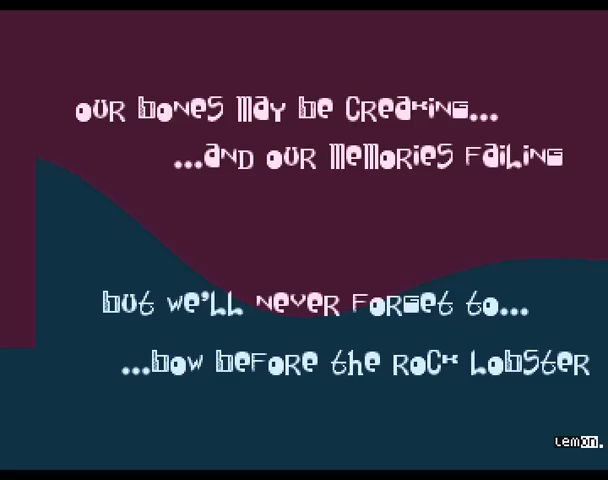 our bones may be creaking...
...and our memories failing
but we'll never forget to...
...bow before the rock lobster
lemon.